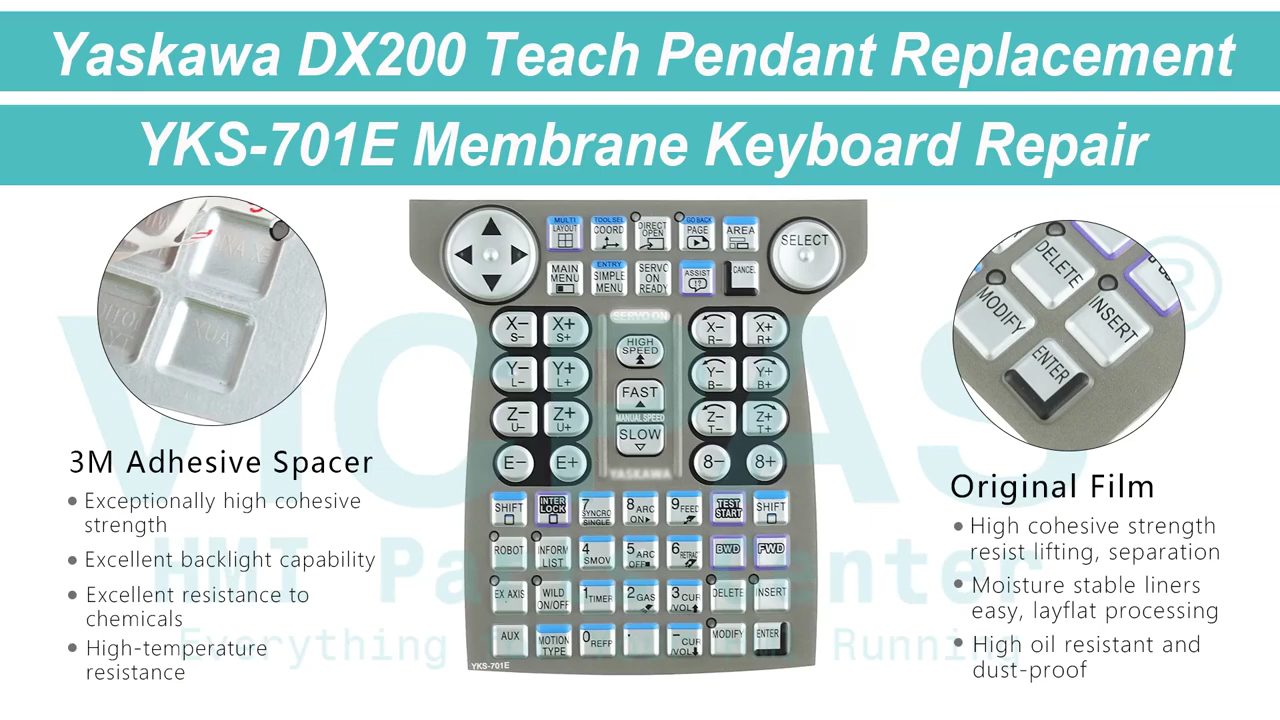 Yaskawa DX200 Teach Pendant Replacement
YKS-701E Membrane Keyboard Repair
3M Adhesive Spacer
• Exceptionally high cohesive
strength
• Excellent backlight capability
• Excellent resistance to
chemicals
• High-temperature
resistance
MULTI
LAYOUT
TOOL SEL
COORD
DIRECT
OPEN
GO BACK
PAGE
AREA
SELECT
MAIN
MENU
ENTRY
SIMPLE
MENU
SERVO
ON
READY
ASSIST
CANCEL
SERVO ON
X-
S-
X+
S+
HIGH
SPEED
X-
R-
X+
R+
Y-
L-
Y+
L+
FAST
Y-
B-
Y+
B+
MANUAL SPEED
Z-
U-
Z+
U+
SLOW
Z-
T-
Z+
T+
E-
E+
YASKAWA
8-
8+
SHIFT
INTER
LOCK
7 SYNCRO
SINGLE
8 ARC
ON
9 FEED
TEST
START
SHIFT
ROBOT
INFORM
LIST
4
SMOV
5 ARC
OFF
6 RETRAC
BWD
FWD
EX AXIS
WILD
ON/OFF
1 TIMER
2 GAS
3 CUR
/VOL
DELETE
INSERT
AUX
MOTION
TYPE
0 REFP
.
- CUR
/VOL
MODIFY
ENTER
YKS-701E
DELETE
MODIFY
INSERT
ENTER
Original Film
• High cohesive strength
resist lifting, separation
• Moisture stable liners
easy, layflat processing
• High oil resistant and
dust-proof
R